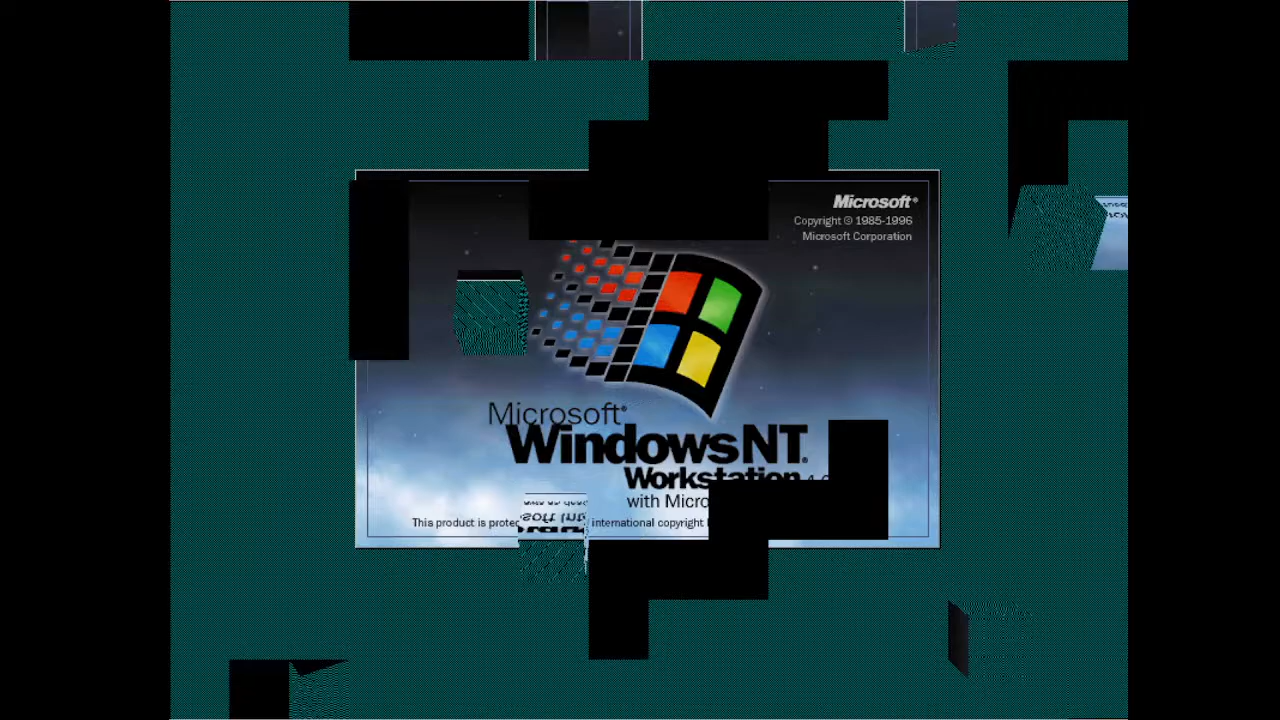 Microsoft®
Copyright © 1985-1996
Microsoft Corporation
Microsoft®
WindowsNT®
Workstation
with Micro
This product is protec international copyright